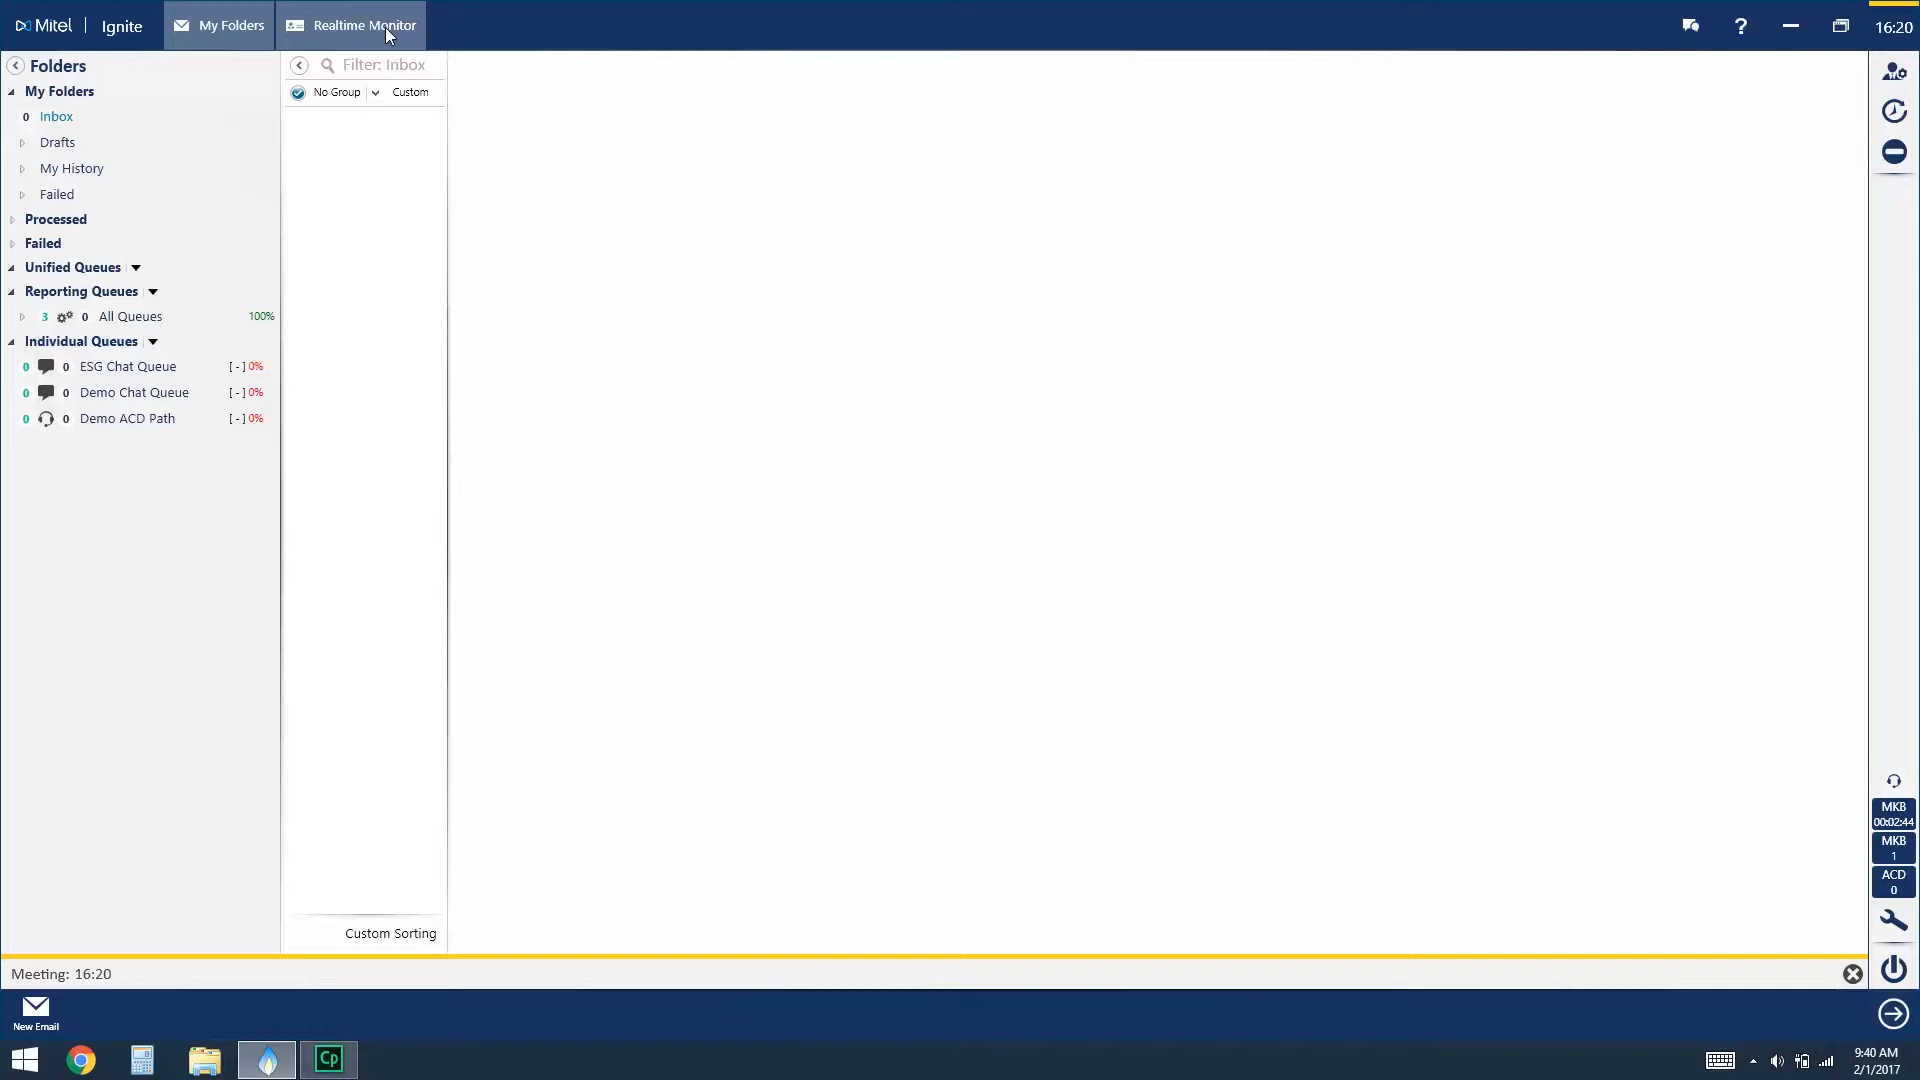 Mitel | Ignite
My Folders
Realtime Monitor
?
16:20
Folders
My Folders
0 Inbox
Drafts
My History
Failed
Processed
Failed
Unified Queues
Reporting Queues
3 0 All Queues 100%
Individual Queues
0 0 ESG Chat Queue [ - ] 0%
0 0 Demo Chat Queue [ - ] 0%
0 0 Demo ACD Path [ - ] 0%
Filter: Inbox
No Group Custom
Custom Sorting
MKB
00:02:44
MKB
1
ACD
0
Meeting: 16:20
New Email
Cp
9:40 AM
2/1/2017